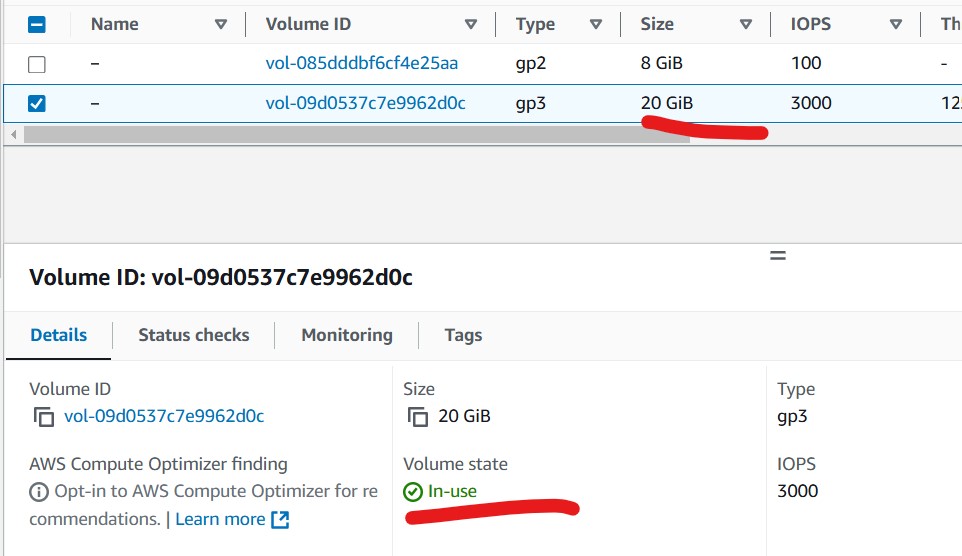 Name Volume ID Type Size IOPS Th
– vol-085dddbf6cf4e25aa gp2 8 GiB 100 -
– vol-09d0537c7e9962d0c gp3 20 GiB 3000 12
Volume ID: vol-09d0537c7e9962d0c
Details Status checks Monitoring Tags
Volume ID
vol-09d0537c7e9962d0c
AWS Compute Optimizer finding
Opt-in to AWS Compute Optimizer for re
commendations. | Learn more
Size
20 GiB
Volume state
In-use
Type
gp3
IOPS
3000